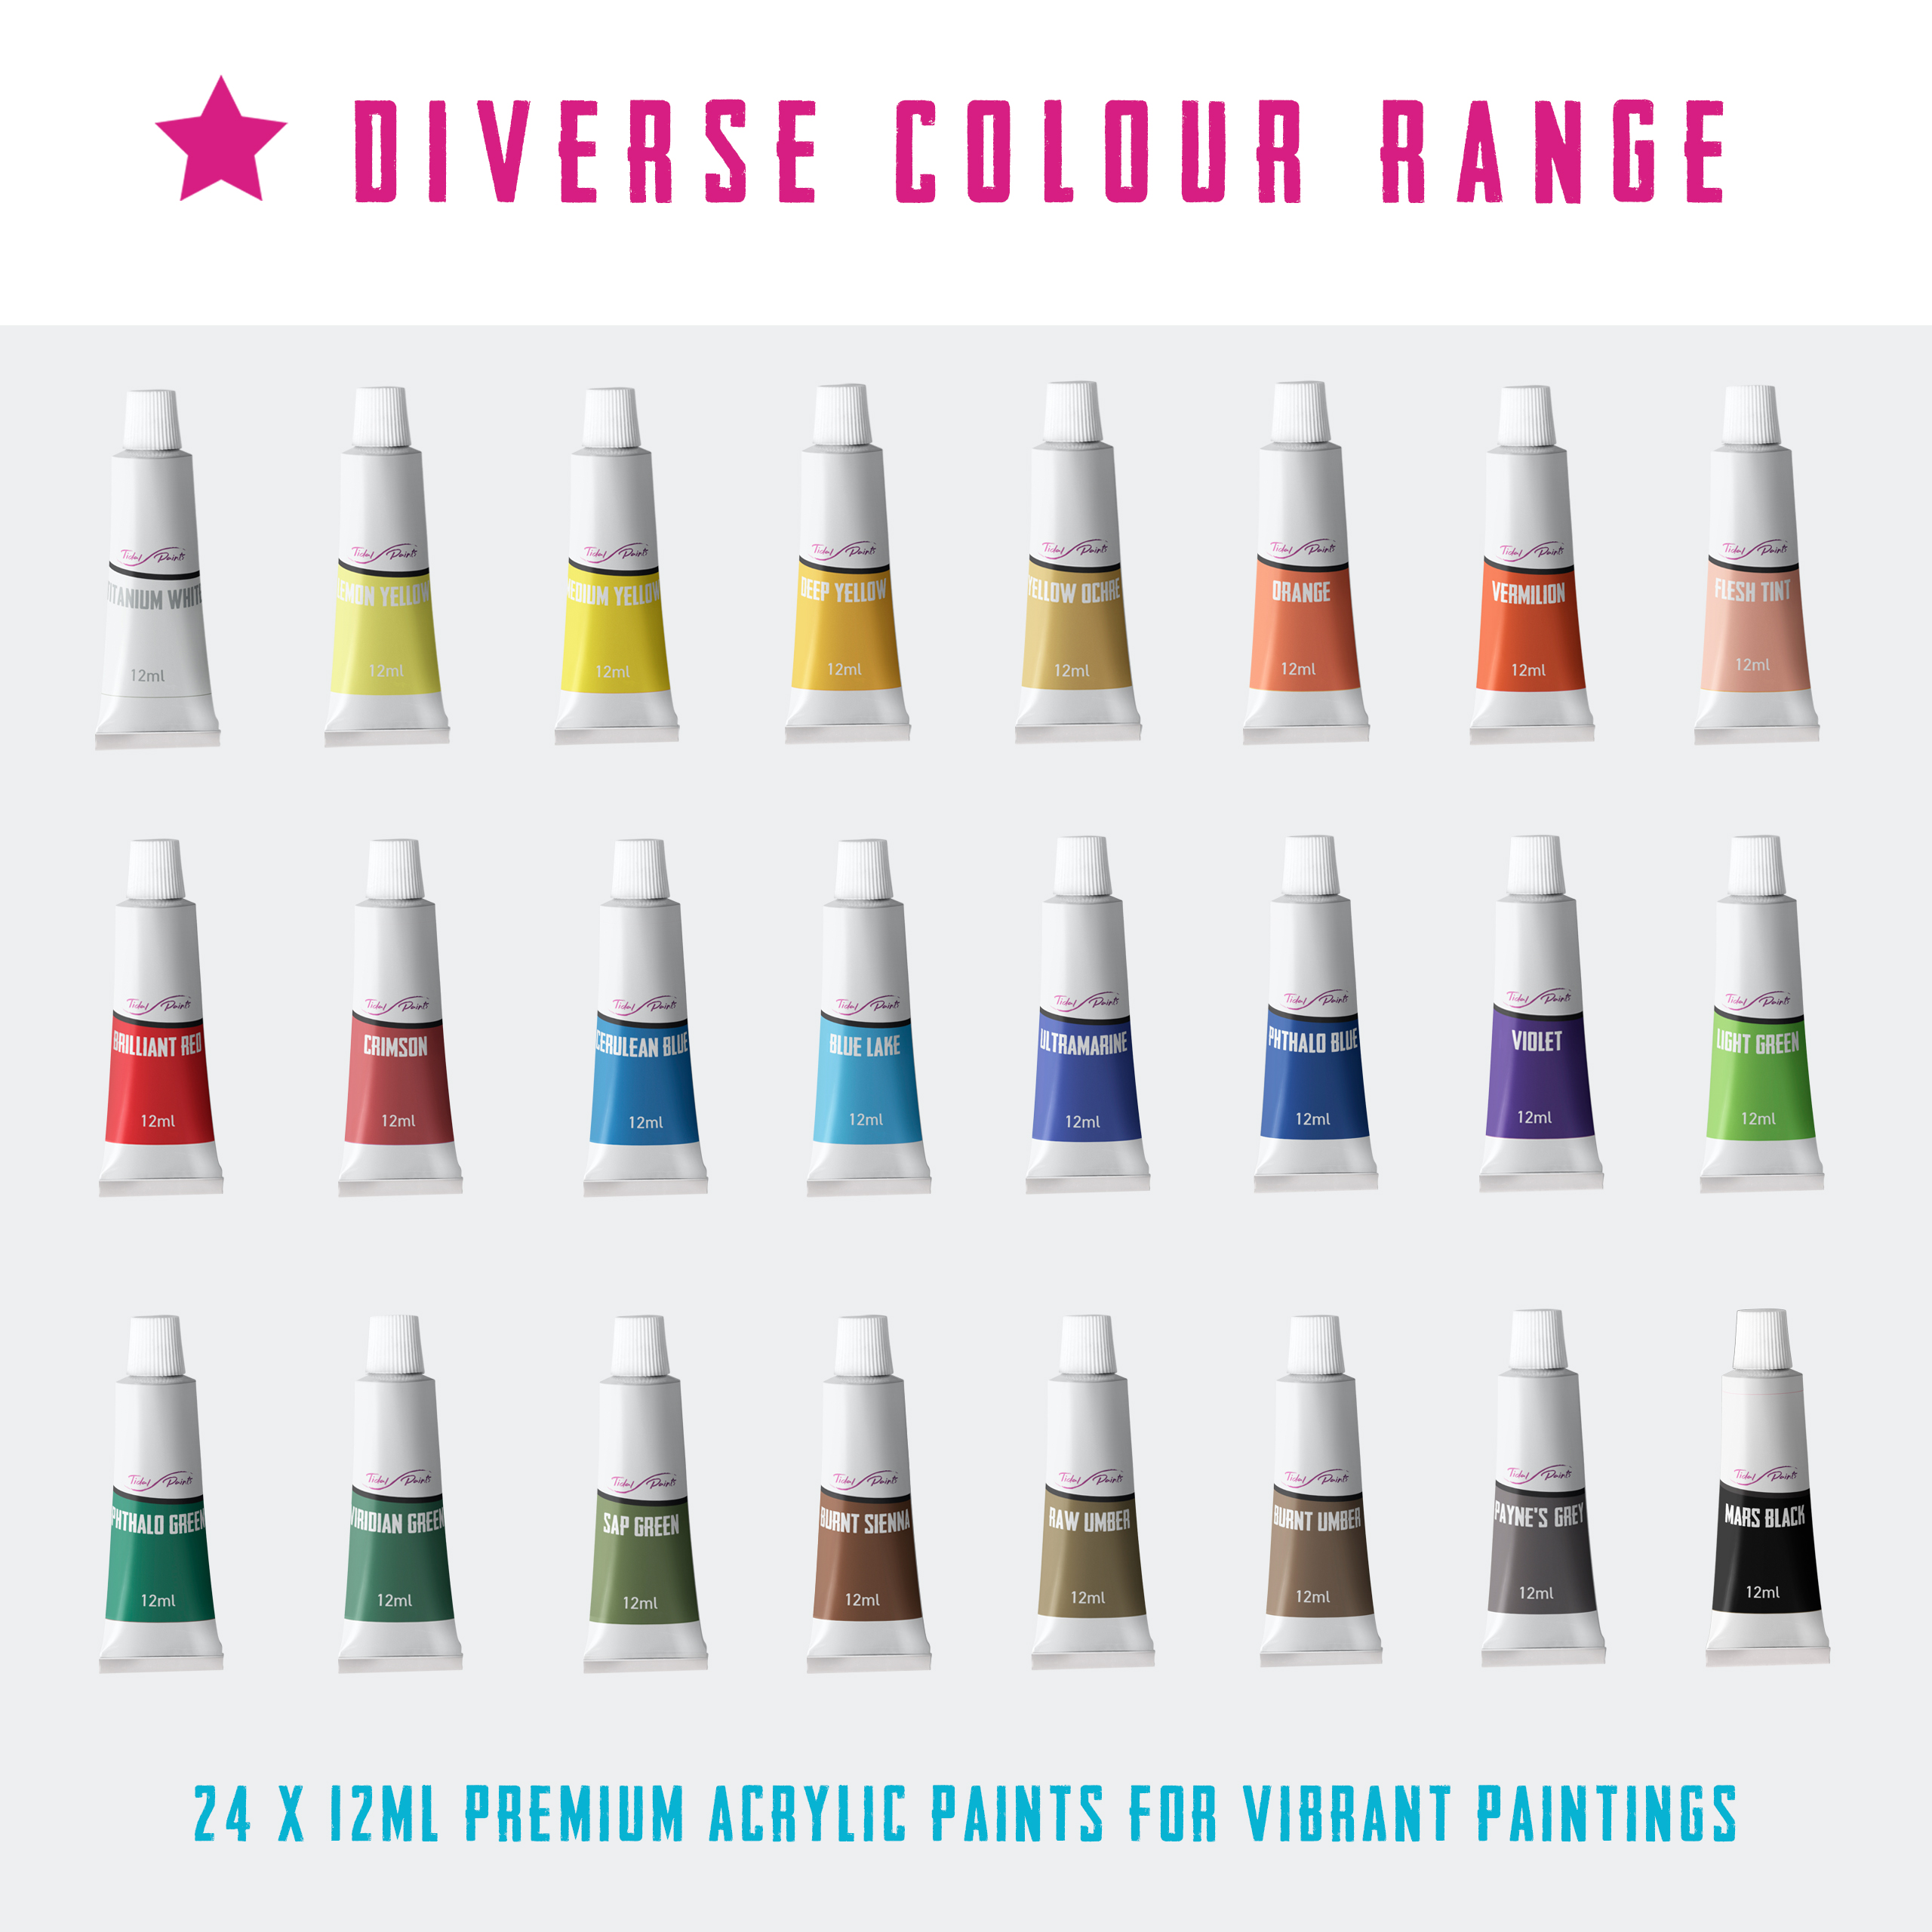 DIVERSE COLOUR RANGE
Tidal Paints Tidal Paints Tidal Paints Tidal Paints Tidal Paints Tidal Paints Tidal Paints Tidal Paints
TITANIUM WHITE LEMON YELLOW MEDIUM YELLOW DEEP YELLOW YELLOW OCHRE ORANGE VERMILION FLESH TINT
12ml 12ml 12ml 12ml 12ml 12ml 12ml 12ml
Tidal Paints Tidal Paints Tidal Paints Tidal Paints Tidal Paints Tidal Paints Tidal Paints Tidal Paints
BRILLIANT RED CRIMSON CERULEAN BLUE BLUE LAKE ULTRAMARINE PHTHALO BLUE VIOLET LIGHT GREEN
12ml 12ml 12ml 12ml 12ml 12ml 12ml 12ml
Tidal Paints Tidal Paints Tidal Paints Tidal Paints Tidal Paints Tidal Paints Tidal Paints Tidal Paints
PHTHALO GREEN VIRIDIAN GREEN SAP GREEN BURNT SIENNA RAW UMBER BURNT UMBER PAYNE'S GREY MARS BLACK
12ml 12ml 12ml 12ml 12ml 12ml 12ml 12ml
24 X 12ML PREMIUM ACRYLIC PAINTS FOR VIBRANT PAINTINGS